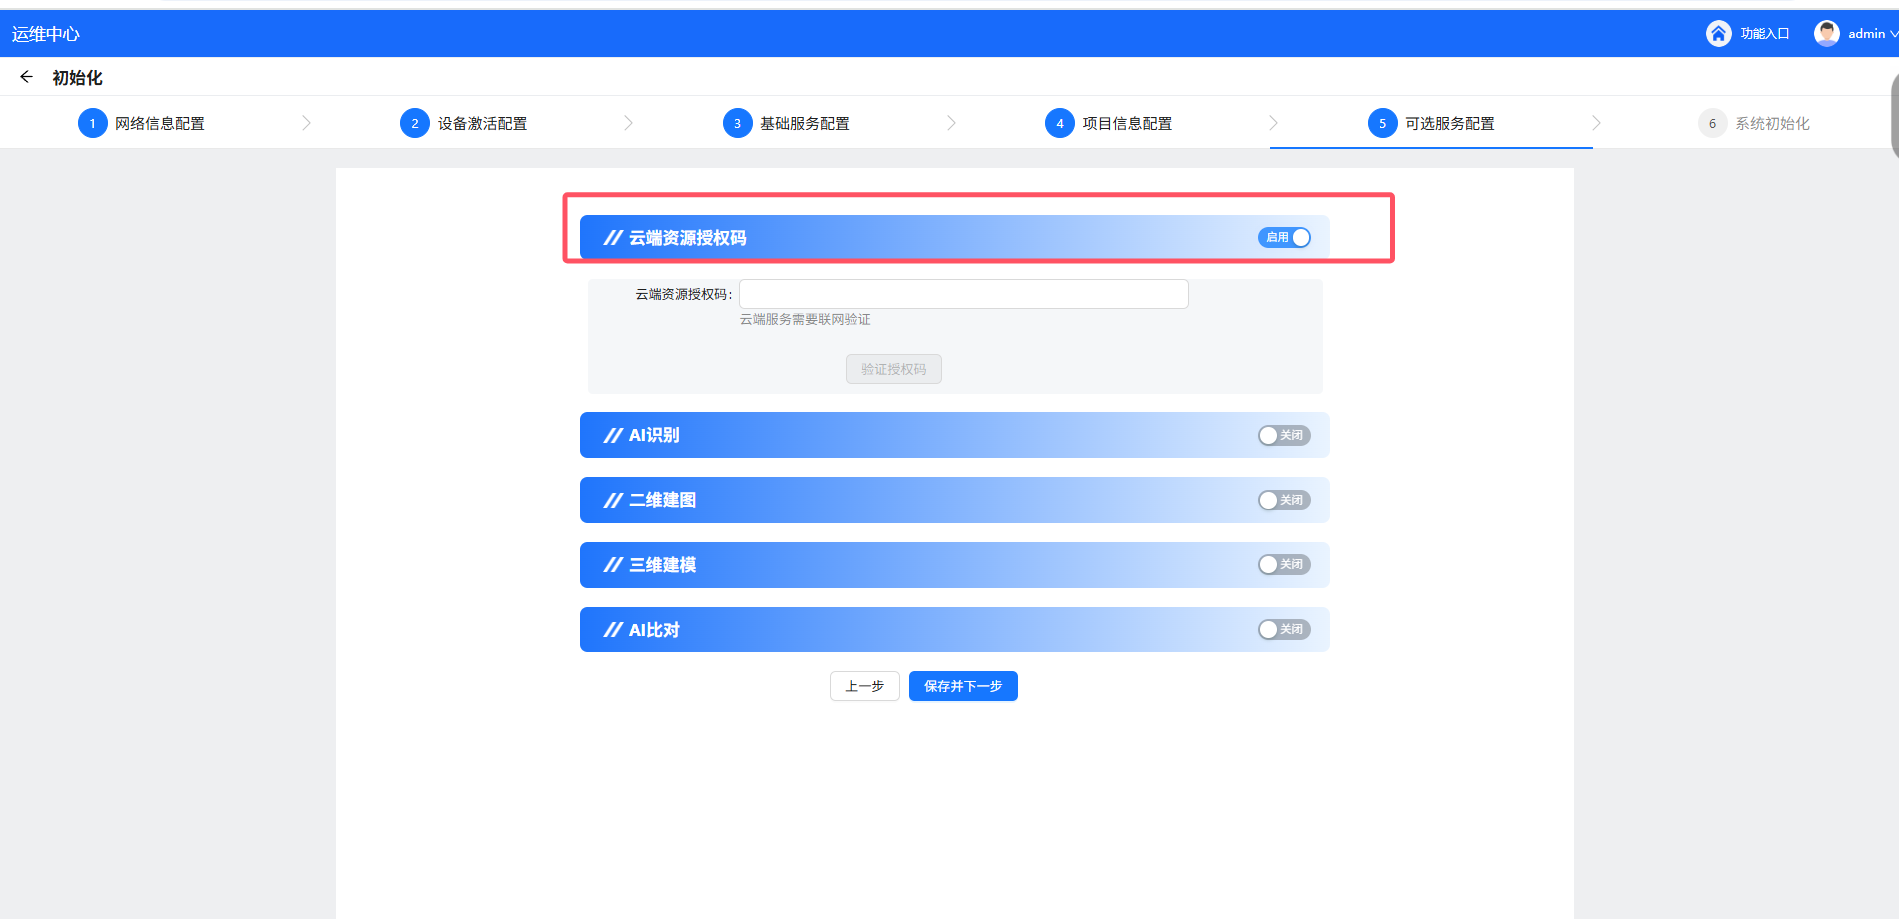 运维中心
功能入口
admin
初始化
1 网络信息配置
2 设备激活配置
3 基础服务配置
4 项目信息配置
5 可选服务配置
6 系统初始化
云端资源授权码
启用
云端资源授权码：
云端服务需要联网验证
验证授权码
AI识别
关闭
二维建图
关闭
三维建模
关闭
AI比对
关闭
上一步
保存并下一步